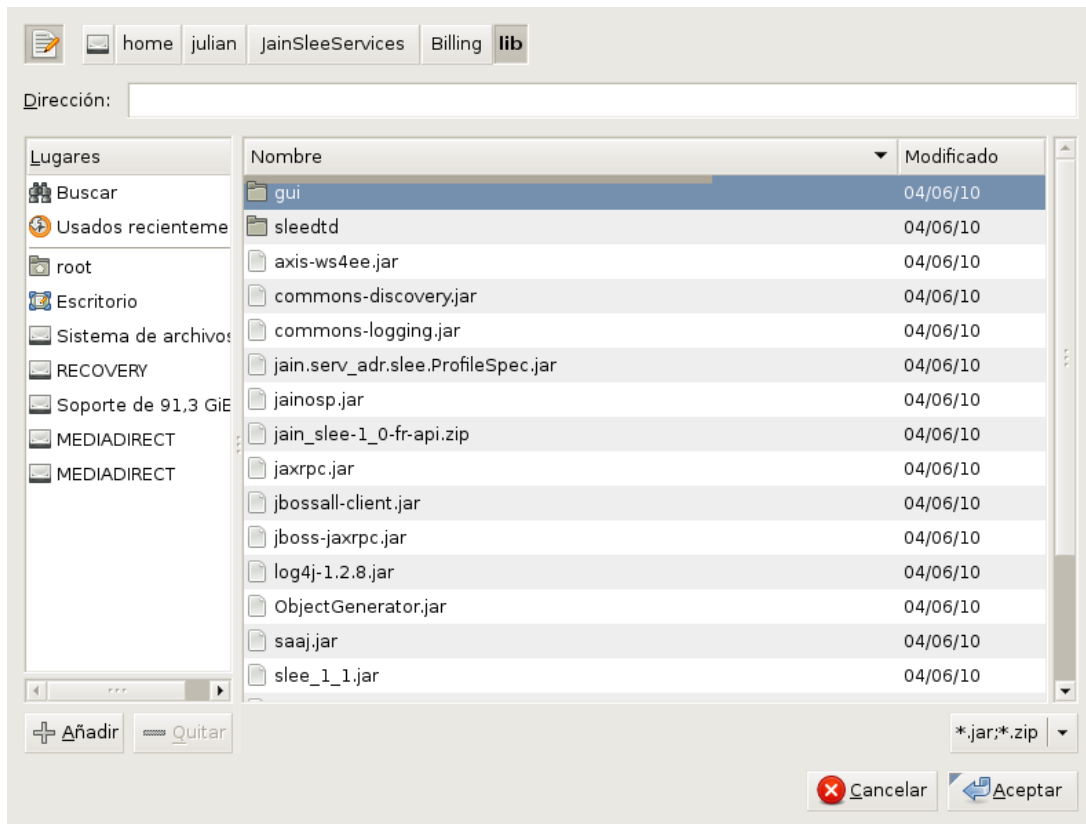 home julian JainSleeServices Billing lib
Dirección:
Lugares Nombre Modificado
Buscar gui 04/06/10
Usados recienteme sleedtd 04/06/10
root axis-ws4ee.jar 04/06/10
Escritorio commons-discovery.jar 04/06/10
Sistema de archivos commons-logging.jar 04/06/10
RECOVERY jain.serv_adr.slee.ProfileSpec.jar 04/06/10
Soporte de 91,3 GiB jainosp.jar 04/06/10
MEDIADIRECT jain_slee-1_0-fr-api.zip 04/06/10
MEDIADIRECT jaxrpc.jar 04/06/10
jbossall-client.jar 04/06/10
jboss-jaxrpc.jar 04/06/10
log4j-1.2.8.jar 04/06/10
ObjectGenerator.jar 04/06/10
saaj.jar 04/06/10
slee_1_1.jar 04/06/10
Añadir Quitar *.jar;*.zip
Cancelar Aceptar